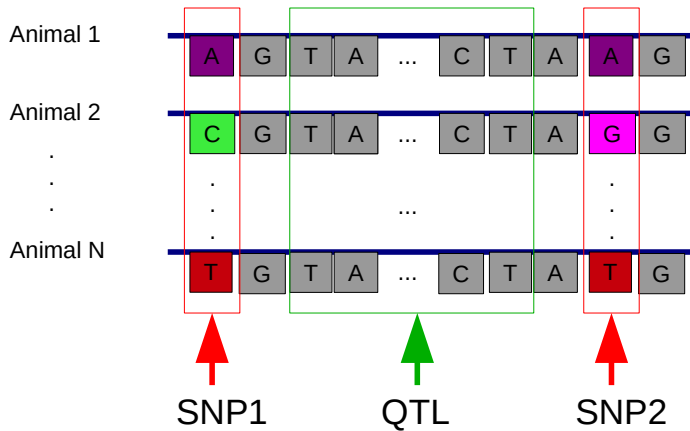 Animal 1
A G T A ... C T A A G
Animal 2
C G T A ... C T A G G
. . .
. ... .
. . .
Animal N
T G T A ... C T A T G
SNP1 QTL SNP2